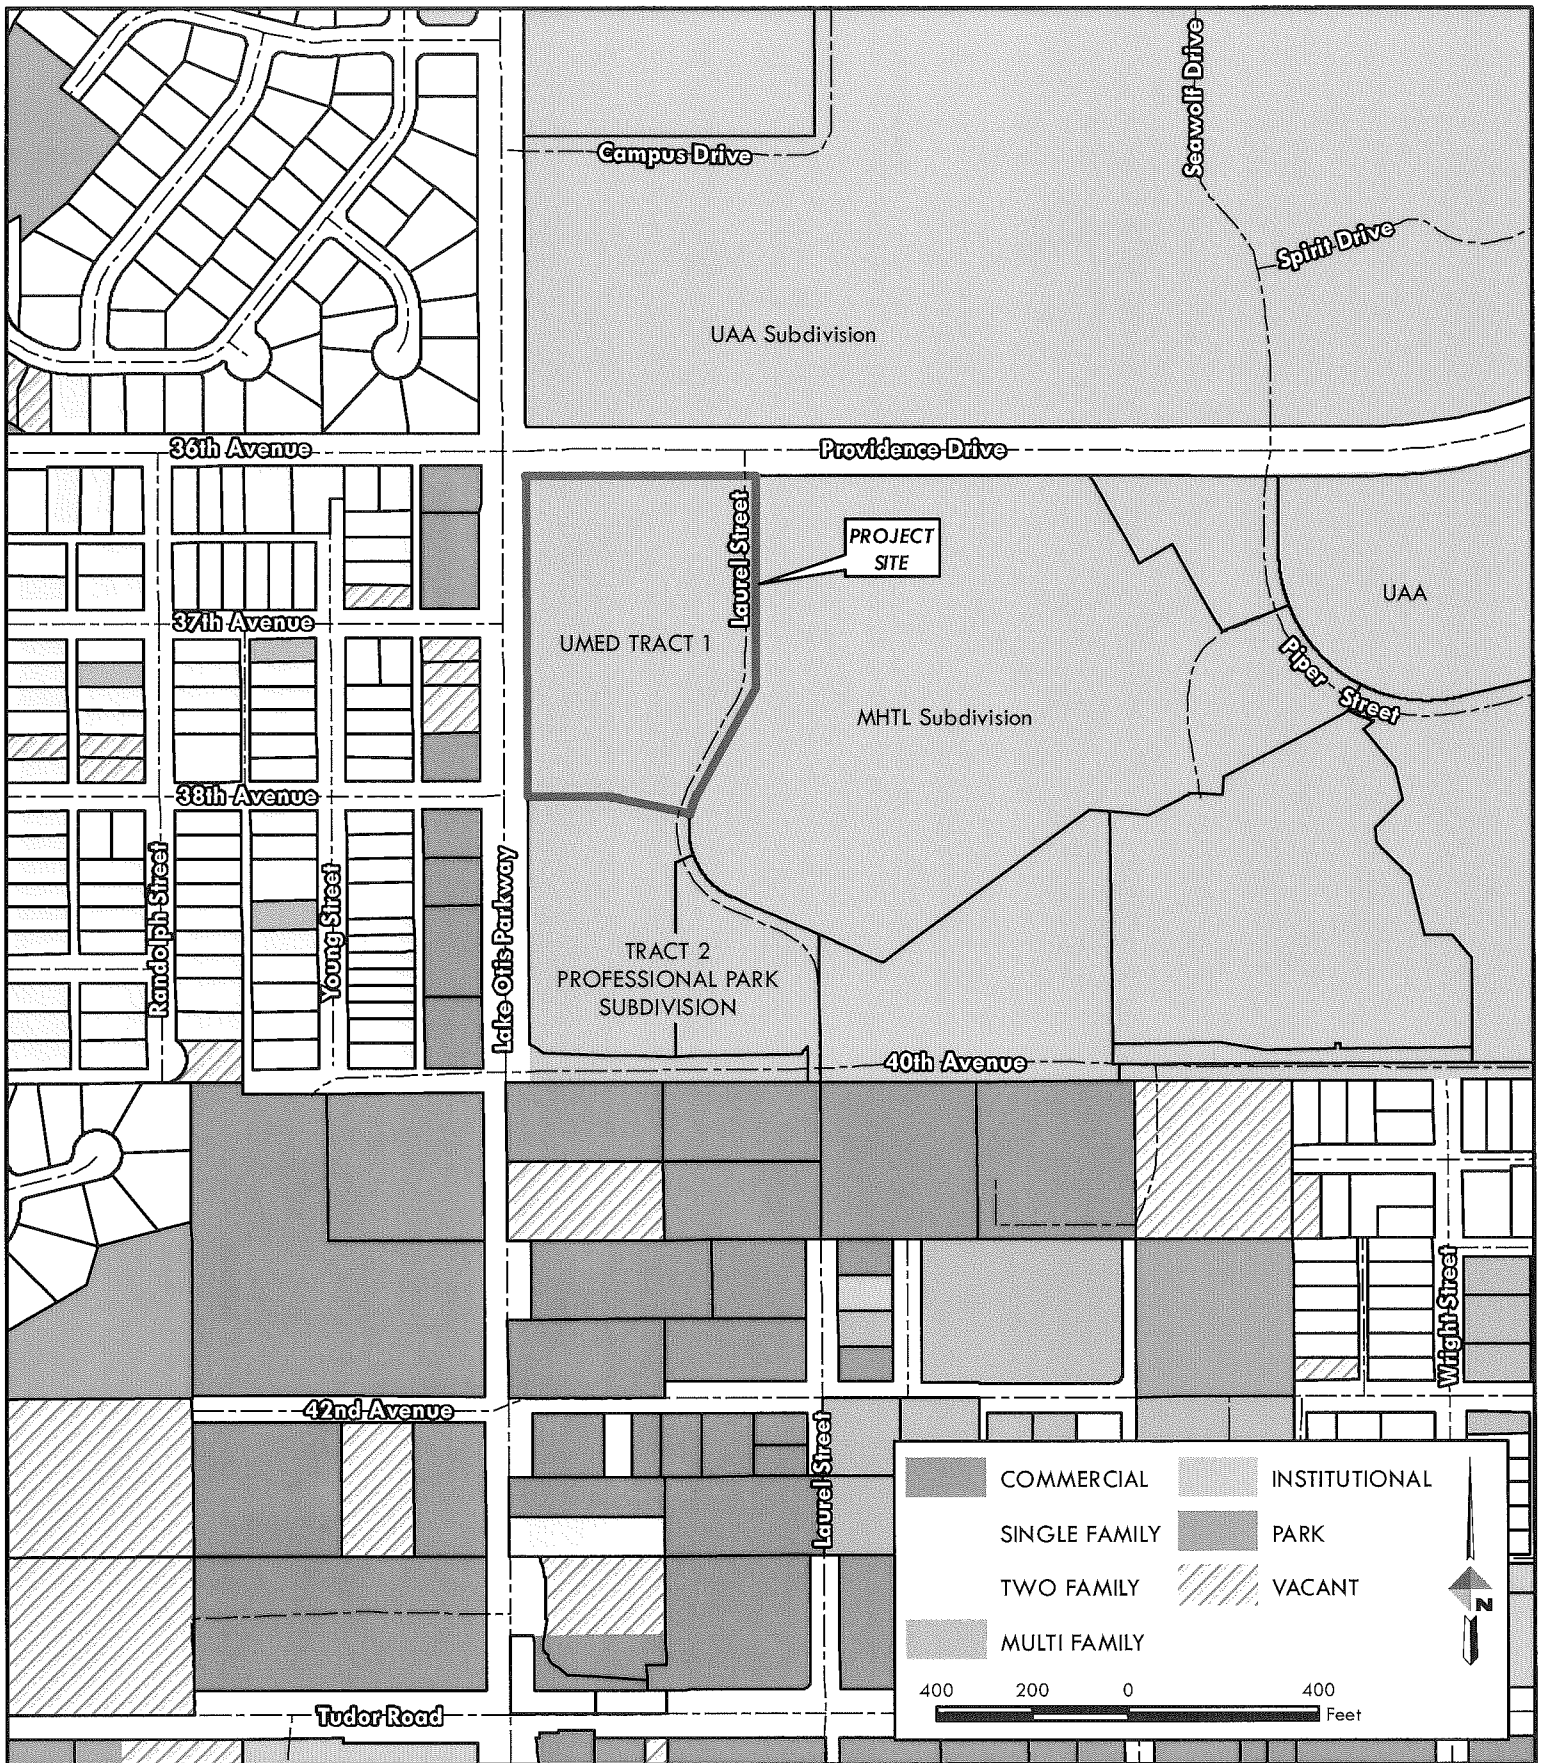 Seawolf Drive
Campus Drive
Spirit Drive
UAA Subdivision
36th Avenue
Providence Drive
Laurel Street
PROJECT
SITE
UAA
37th Avenue
UMED TRACT 1
Piper Street
MHTL Subdivision
38th Avenue
Randolph Street
Young Street
Lake Otis Parkway
TRACT 2
PROFESSIONAL PARK
SUBDIVISION
40th Avenue
Wright Street
42nd Avenue
Laurel Street
COMMERCIAL
INSTITUTIONAL
SINGLE FAMILY
PARK
TWO FAMILY
VACANT
MULTI FAMILY
N
400 200 0 400
Feet
Tudor Road